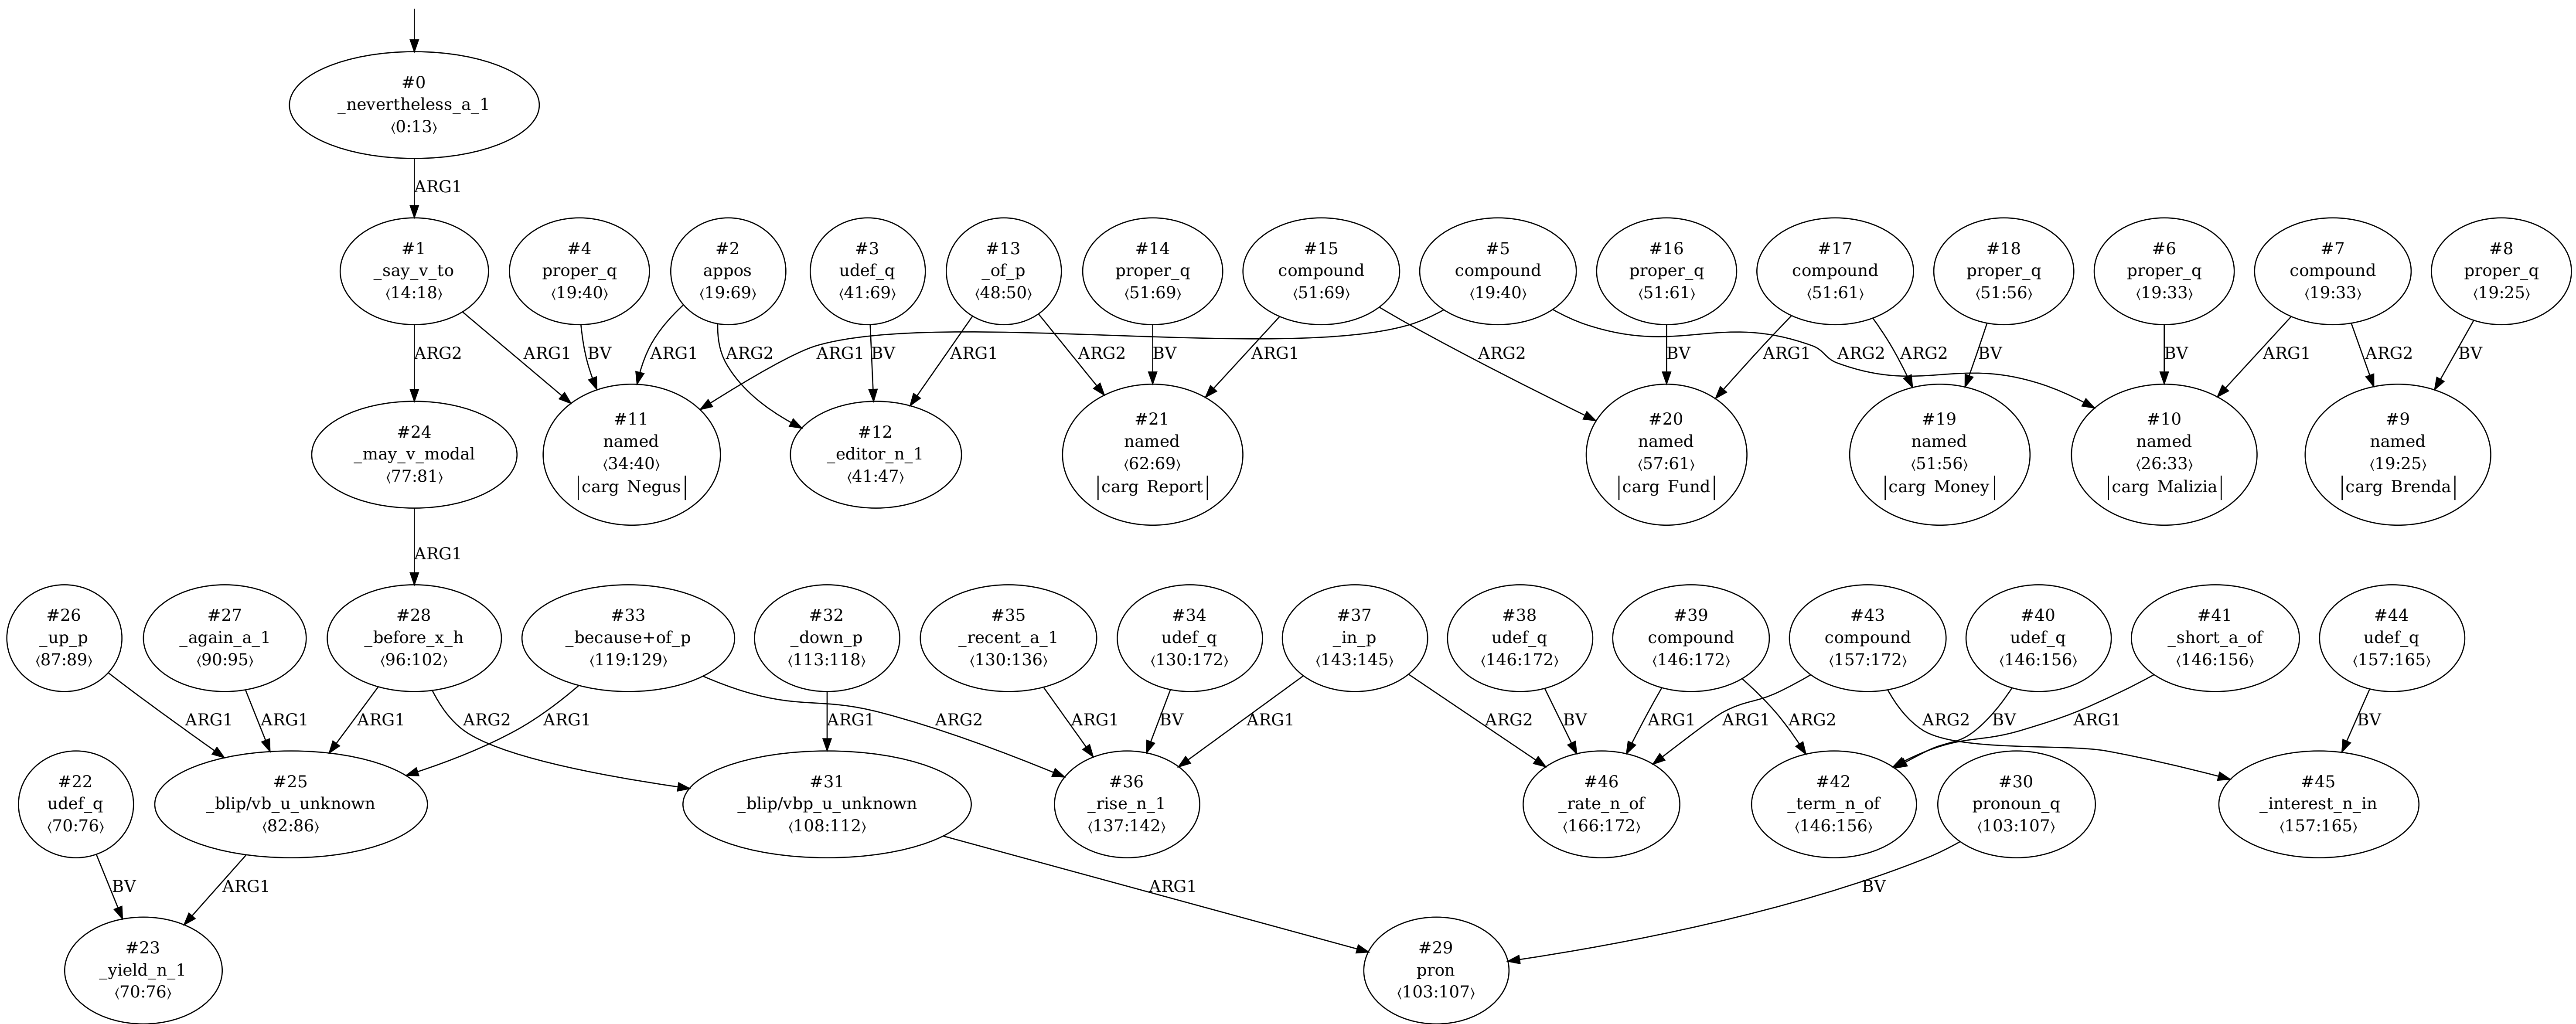 #0
_nevertheless_a_1
⟨0:13⟩
ARG1
#1
_say_v_to
⟨14:18⟩
#4
proper_q
⟨19:40⟩
#2
appos
⟨19:69⟩
#3
udef_q
⟨41:69⟩
#13
_of_p
⟨48:50⟩
#14
proper_q
⟨51:69⟩
#15
compound
⟨51:69⟩
#5
compound
⟨19:40⟩
#16
proper_q
⟨51:61⟩
#17
compound
⟨51:61⟩
#18
proper_q
⟨51:56⟩
#6
proper_q
⟨19:33⟩
#7
compound
⟨19:33⟩
#8
proper_q
⟨19:25⟩
ARG2
ARG1
BV
ARG1
ARG2
ARG1
BV
ARG1
ARG2
BV
ARG1
ARG2
BV
ARG1
ARG2
ARG2
BV
BV
ARG1
ARG2
BV
#24
_may_v_modal
⟨77:81⟩
#11
named
⟨34:40⟩
carg Negus
#12
_editor_n_1
⟨41:47⟩
#21
named
⟨62:69⟩
carg Report
#20
named
⟨57:61⟩
carg Fund
#19
named
⟨51:56⟩
carg Money
#10
named
⟨26:33⟩
carg Malizia
#9
named
⟨19:25⟩
carg Brenda
ARG1
#26
_up_p
⟨87:89⟩
#27
_again_a_1
⟨90:95⟩
#28
_before_x_h
⟨96:102⟩
#33
_because+of_p
⟨119:129⟩
#32
_down_p
⟨113:118⟩
#35
_recent_a_1
⟨130:136⟩
#34
udef_q
⟨130:172⟩
#37
_in_p
⟨143:145⟩
#38
udef_q
⟨146:172⟩
#39
compound
⟨146:172⟩
#43
compound
⟨157:172⟩
#40
udef_q
⟨146:156⟩
#41
_short_a_of
⟨146:156⟩
#44
udef_q
⟨157:165⟩
ARG1
ARG1
ARG1
ARG2
ARG1
ARG1
ARG2
ARG1
BV
ARG1
ARG2
BV
ARG1
ARG1
ARG2
ARG2
BV
ARG1
BV
#22
udef_q
⟨70:76⟩
#25
_blip/vb_u_unknown
⟨82:86⟩
#31
_blip/vbp_u_unknown
⟨108:112⟩
#36
_rise_n_1
⟨137:142⟩
#46
_rate_n_of
⟨166:172⟩
#42
_term_n_of
⟨146:156⟩
#30
pronoun_q
⟨103:107⟩
#45
_interest_n_in
⟨157:165⟩
BV
ARG1
ARG1
BV
#23
_yield_n_1
⟨70:76⟩
#29
pron
⟨103:107⟩